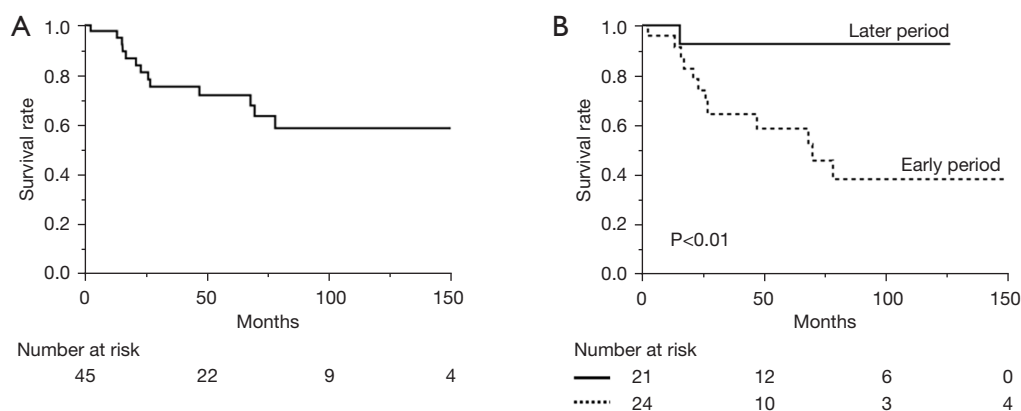 A
1.0
0.8
0.6
0.4
0.2
0.0
Survival rate
0 50 100 150
Months
Number at risk
45 22 9 4
B
1.0
0.8
0.6
0.4
0.2
0.0
Survival rate
Later period
Early period
P<0.01
0 50 100 150
Months
Number at risk
21 12 6 0
24 10 3 4